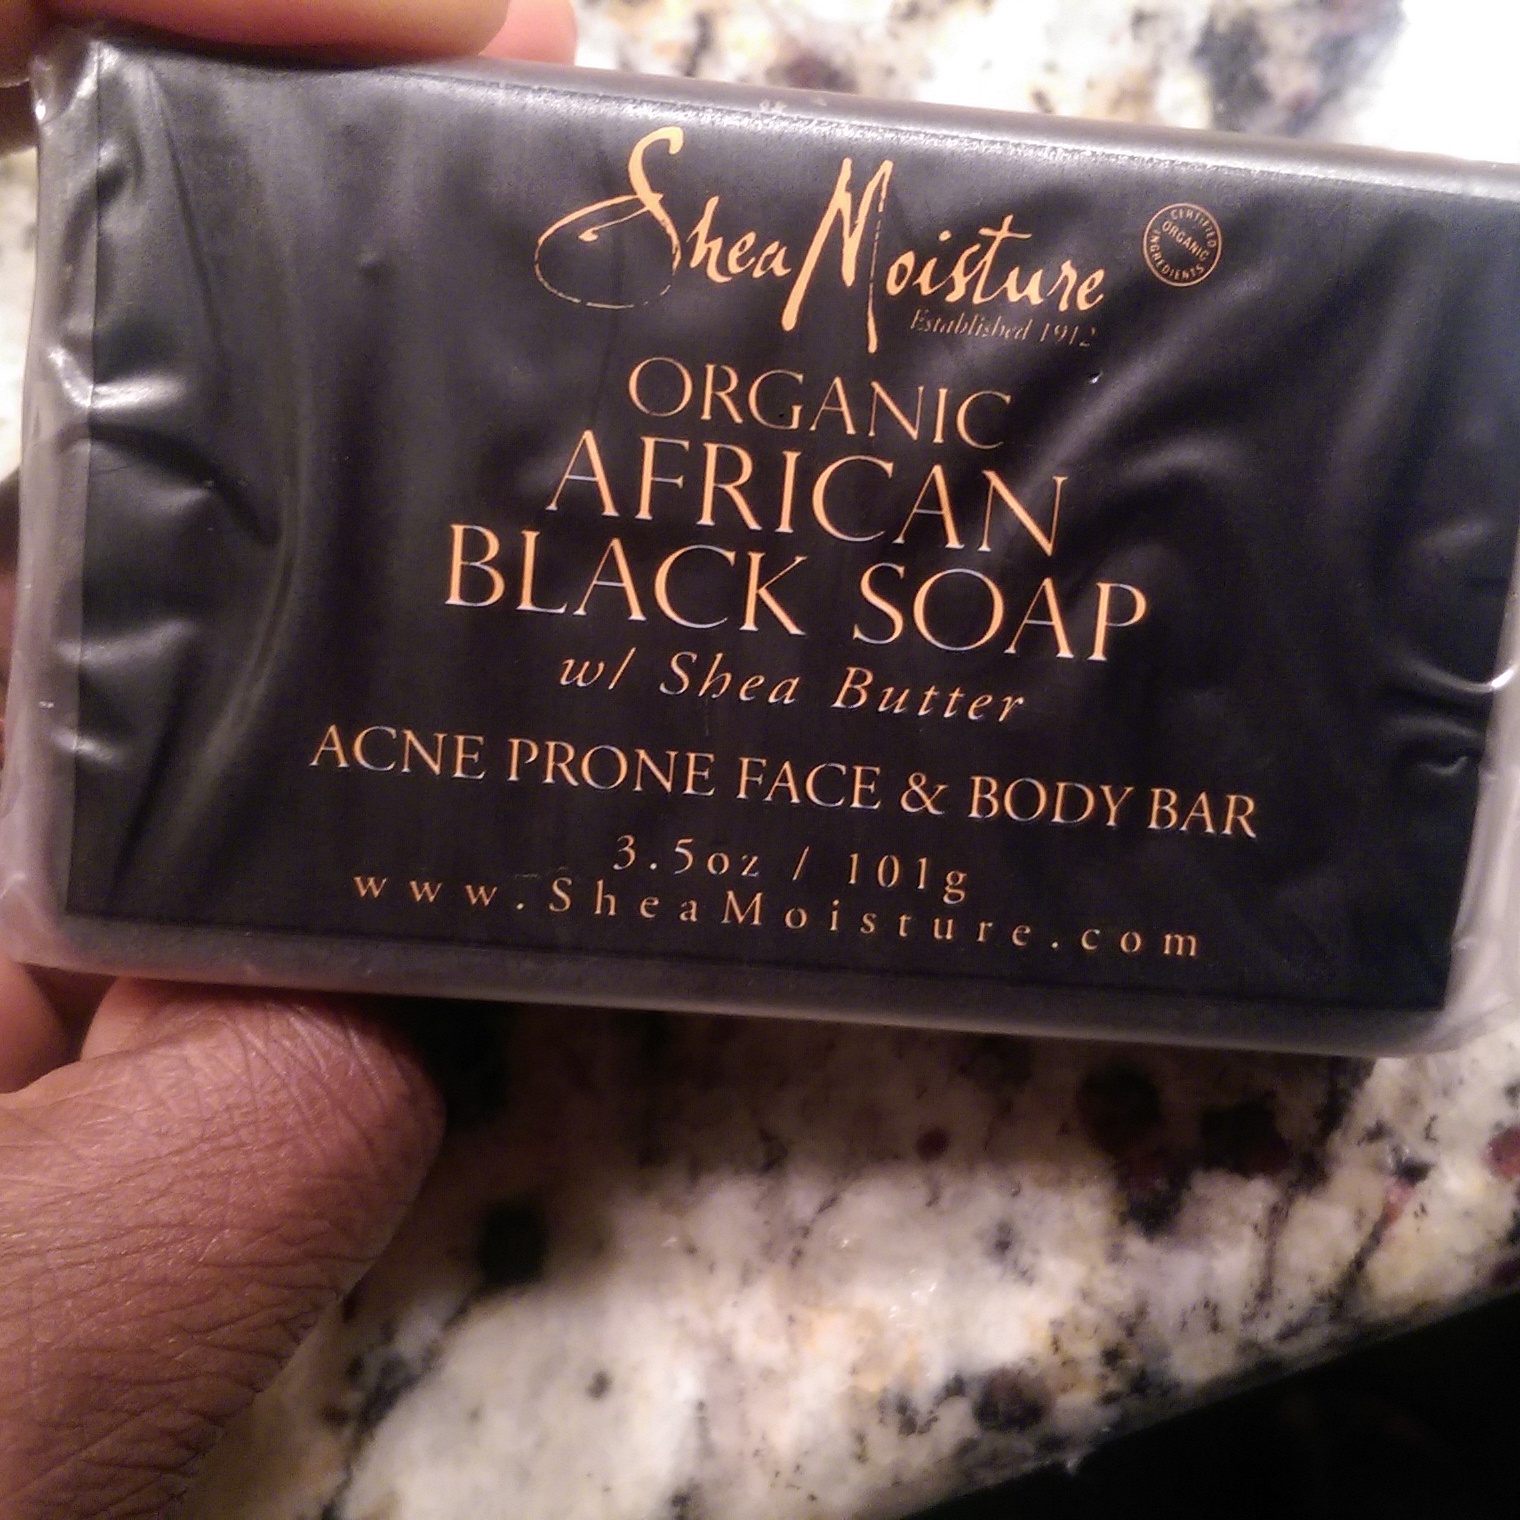 SheaMoisture
CERTIFIED
ORGANIC
INGREDIENTS
Established 1912
ORGANIC
AFRICAN
BLACK SOAP
w/ Shea Butter
ACNE PRONE FACE & BODY BAR
3.5oz / 101g
www.SheaMoisture.com